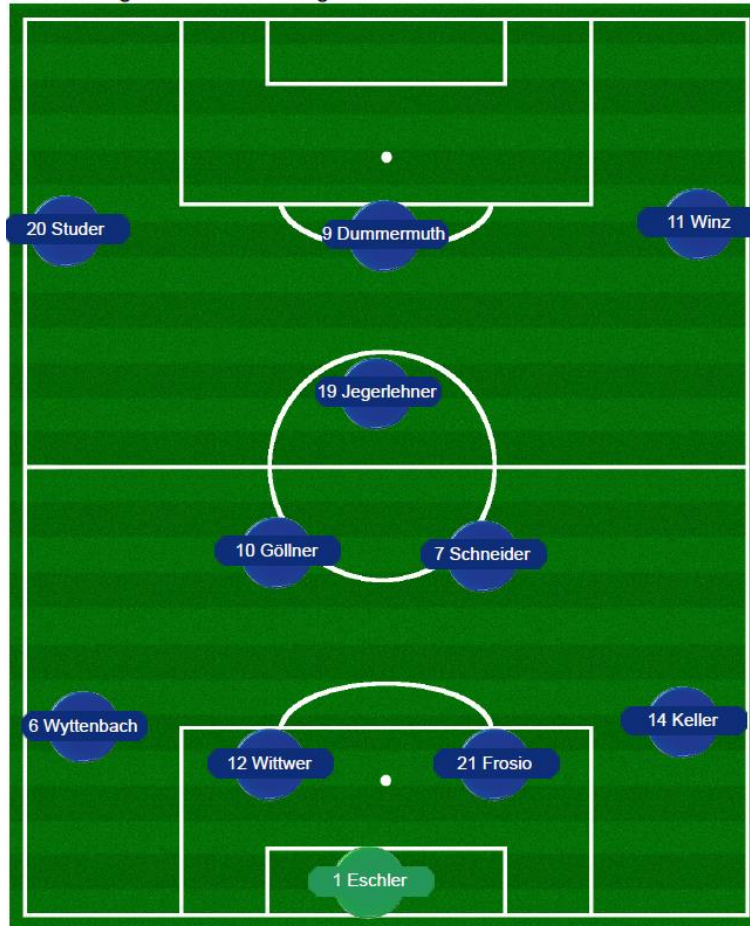 20 Studer
9 Dummermuth
11 Winz
19 Jegerlehner
10 Göllner
7 Schneider
6 Wyttenbach
14 Keller
12 Wittwer
21 Frosio
1 Eschler